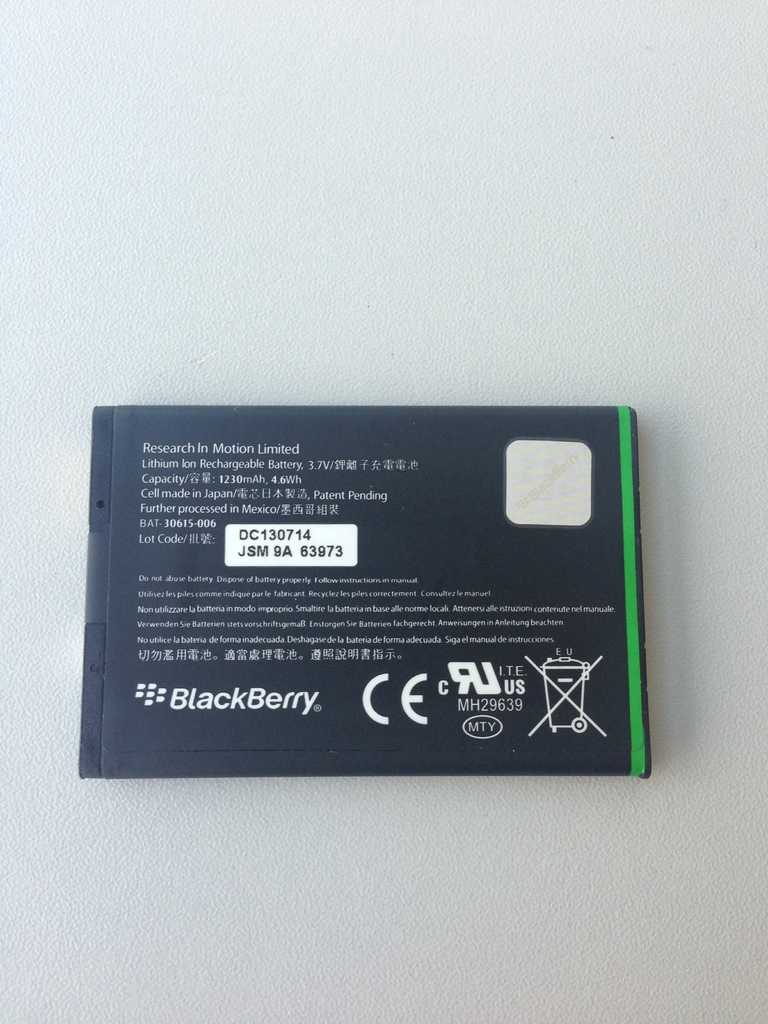 Research In Motion Limited
Lithium Ion Rechargeable Battery, 3.7V/鋰離子充電電池
Capacity/容量: 1230mAh, 4.6Wh
Cell made in Japan/電芯日本製造, Patent Pending
Further processed in Mexico/墨西哥組裝
BAT-30615-006
Lot Code/批號:
DC130714
JSM 9A 63973
BlackBerry
Do not abuse battery. Dispose of battery properly. Follow instructions in manual.
Utilisez les piles comme indiqué par le fabricant. Recyclez les piles correctement. Consultez le manuel.
Non utilizzare la batteria in modo improprio. Smaltire la batteria in base alle norme locali. Attenersi alle istruzioni contenute nel manuale.
Verwenden Sie Batterien stets vorschriftsgemäß. Entsorgen Sie Batterien fachgerecht. Anweisungen in Anleitung beachten.
No utilice la batería de forma inadecuada. Deshágase de la batería de forma adecuada. Siga el manual de instrucciones.
切勿濫用電池。適當處理電池。遵照說明書指示。
BlackBerry®
CE
c RU US
I.T.E.
MH29639
MTY
EU